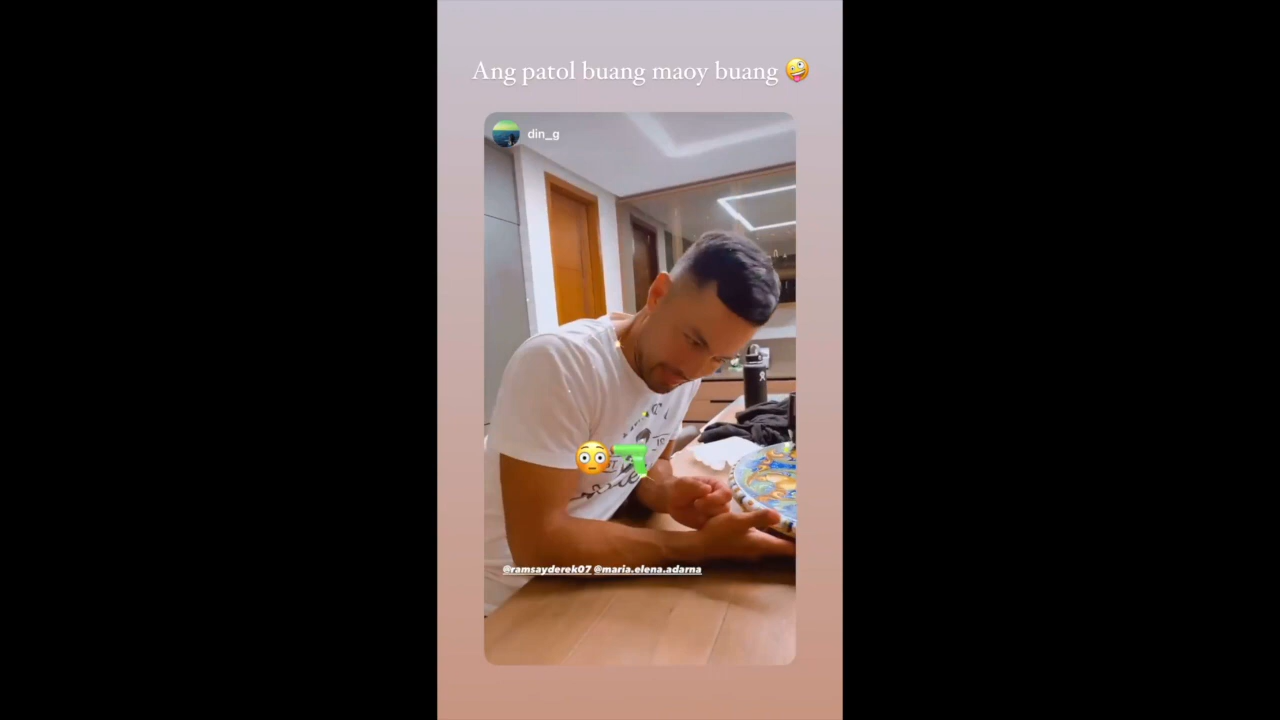 Ang patol buang maoy buang 🤪
din_g
@ramsayderek07 @maria.elena.adarna